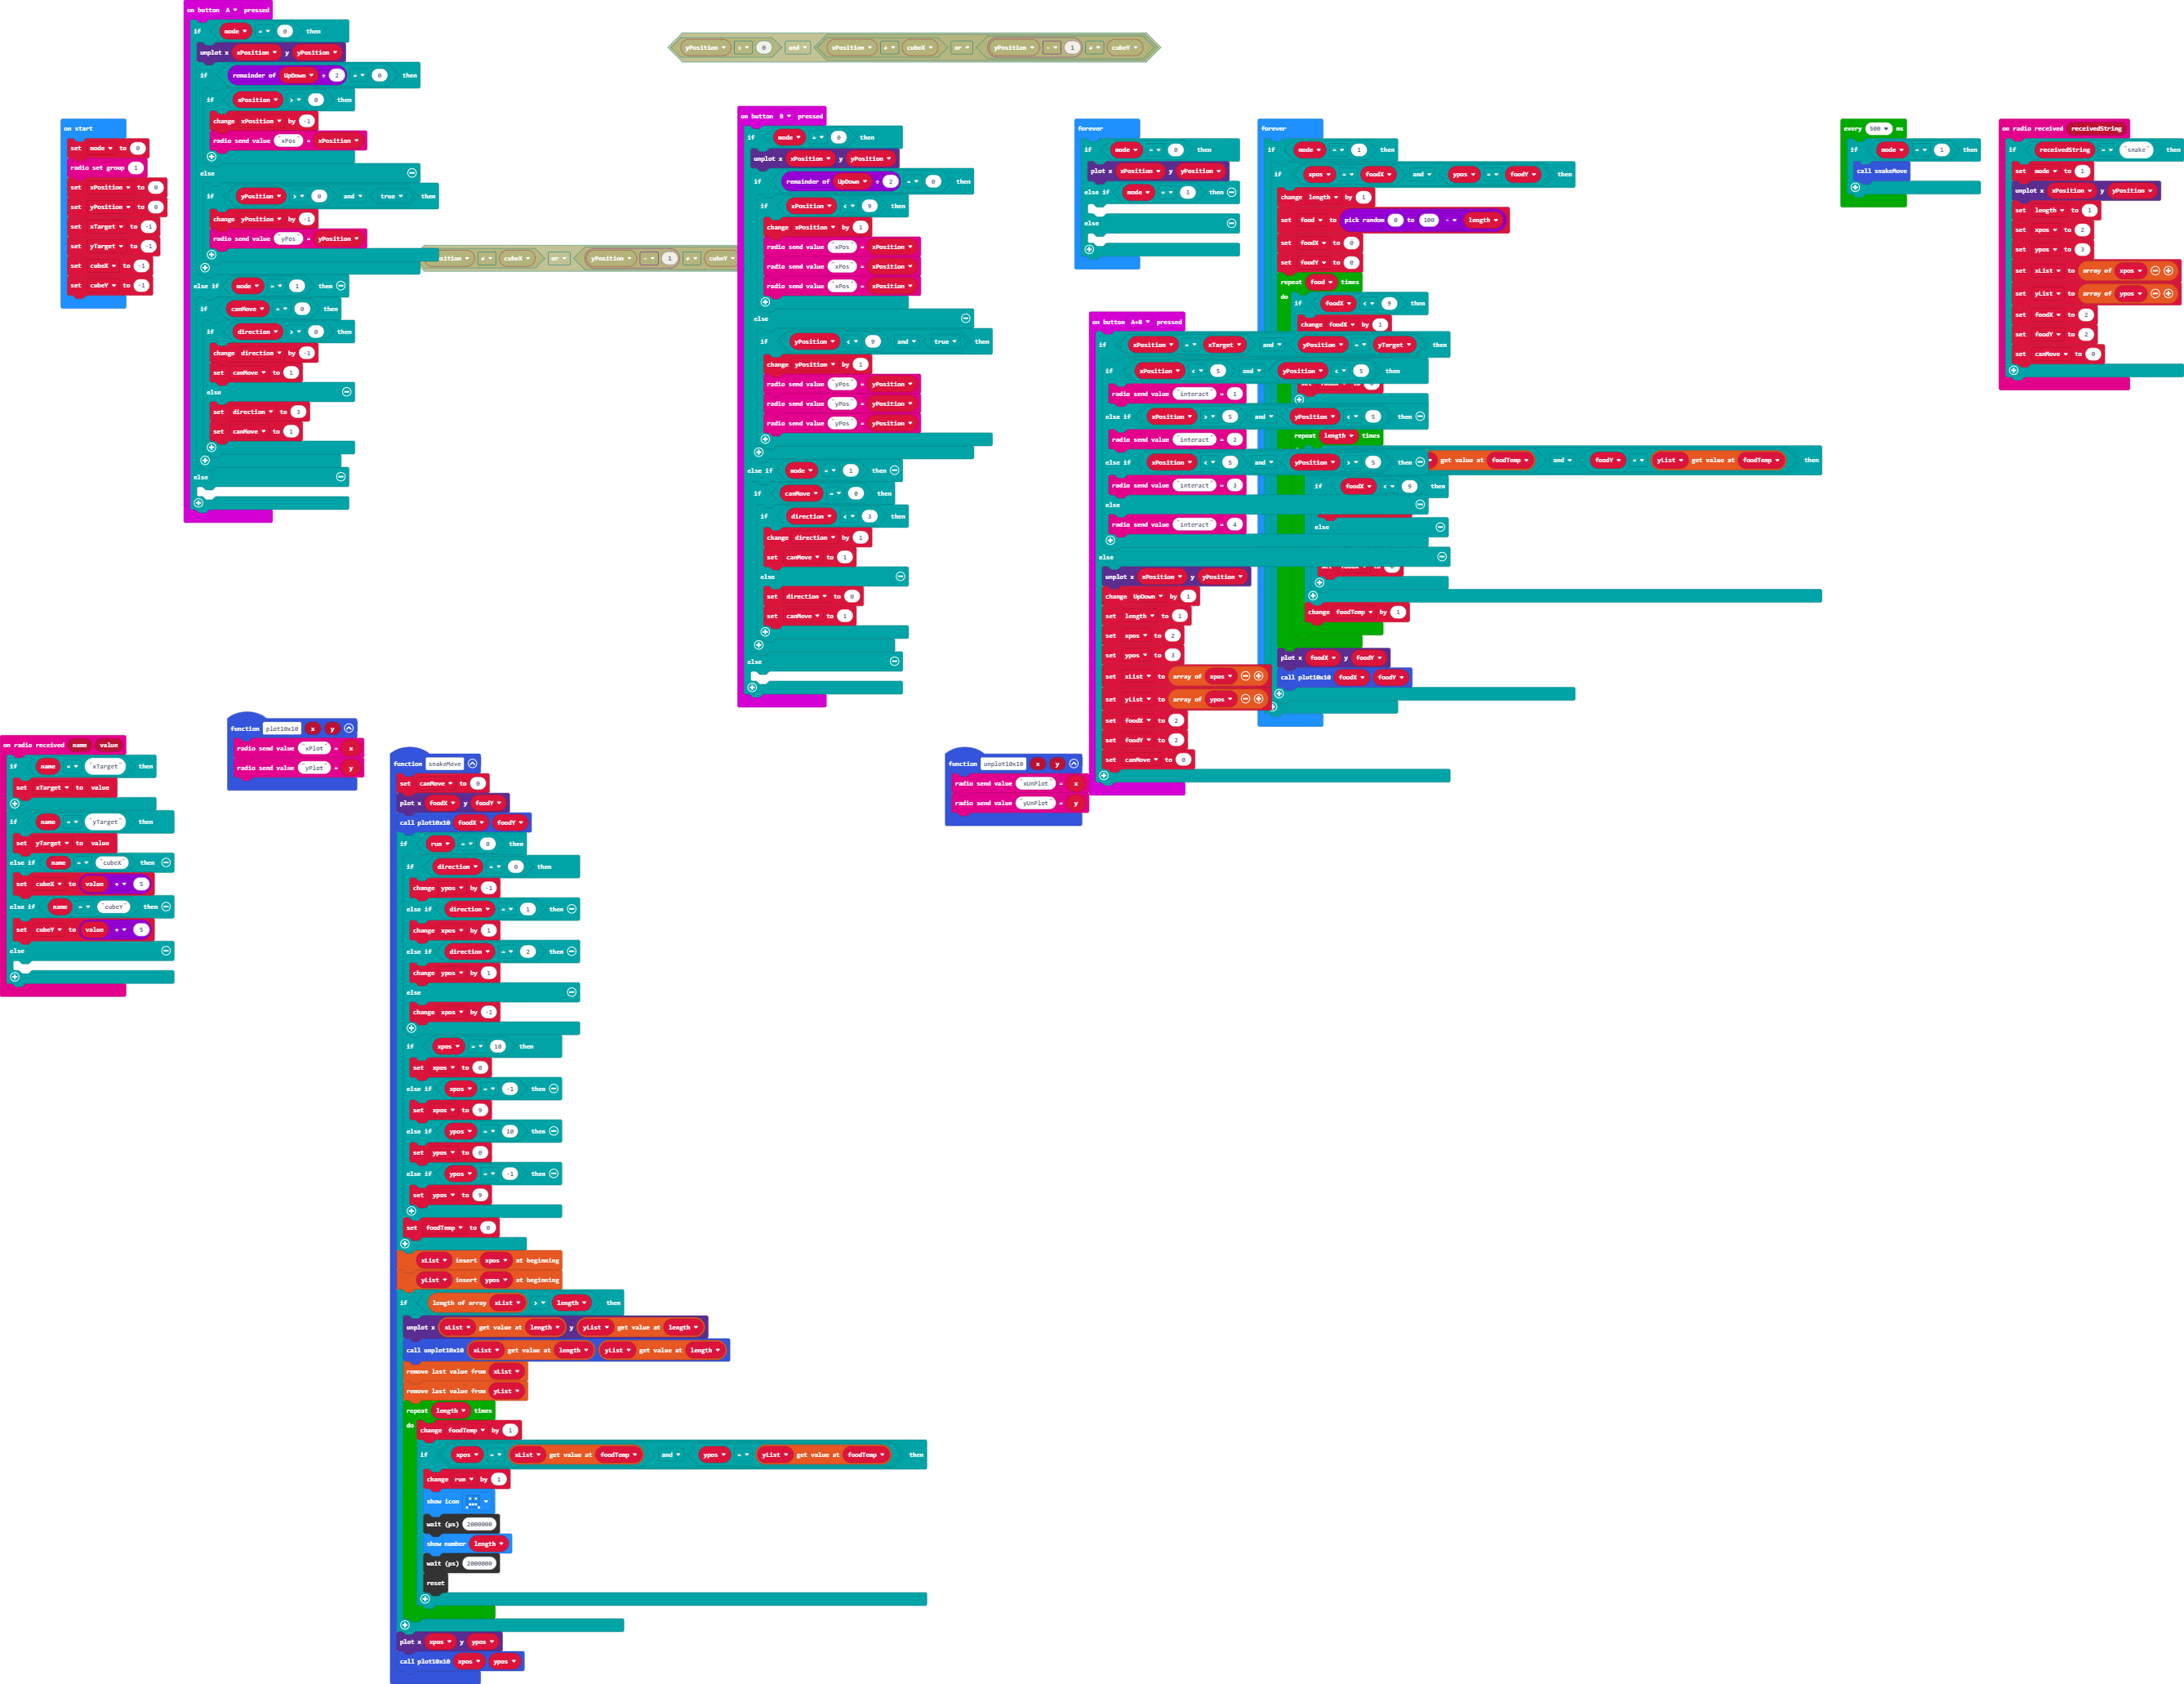 on start
set mode to 0
radio set group 1
set xPosition to 0
set yPosition to 0
set xTarget to -1
set yTarget to -1
set cubeX to -1
set cubeY to -1
on button A pressed
if mode = 0 then
unplot x xPosition y yPosition
if remainder of UpDown ÷ 2 = 0 then
if xPosition > 0 then
change xPosition by -1
radio send value "xPos" = xPosition
else
if yPosition > 0 and true then
change yPosition by -1
radio send value "yPos" = yPosition
else if mode = 1 then
if canMove = 0 then
if direction > 0 then
change direction by -1
set canMove to 1
else
set direction to 3
set canMove to 1
else
yPosition > 0 and xPosition ≠ cubeX or yPosition - 1 ≠ cubeY
≠ cubeX or yPosition - 1 ≠ cubeY
on button B pressed
if mode = 0 then
unplot x xPosition y yPosition
if remainder of UpDown ÷ 2 = 0 then
if xPosition < 9 then
change xPosition by 1
radio send value "xPos" = xPosition
radio send value "xPos" = xPosition
radio send value "xPos" = xPosition
else
if yPosition < 9 and true then
change yPosition by 1
radio send value "yPos" = yPosition
radio send value "yPos" = yPosition
radio send value "yPos" = yPosition
else if mode = 1 then
if canMove = 0 then
if direction < 3 then
change direction by 1
set canMove to 1
else
set direction to 0
set canMove to 1
else
forever
if mode = 0 then
plot x xPosition y yPosition
else if mode = 1 then
else
forever
if mode = 1 then
if xpos = foodX and ypos = foodY then
change length by 1
set food to pick random 0 to 100 - length
set foodX to 0
set foodY to 0
repeat food times
do if foodX < 9 then
change foodX by 1
repeat length times
get value at foodTemp and foodY = yList get value at foodTemp then
if foodX < 9 then
else
change foodTemp by 1
plot x foodX y foodY
call plot10x10 foodX foodY
on button A+B pressed
if xPosition = xTarget and yPosition = yTarget then
if xPosition < 5 and yPosition < 5 then
radio send value "interact" = 1
else if xPosition > 5 and yPosition < 5 then
radio send value "interact" = 2
else if xPosition < 5 and yPosition > 5 then
radio send value "interact" = 3
else
radio send value "interact" = 4
else
unplot x xPosition y yPosition
change UpDown by 1
set length to 1
set xpos to 2
set ypos to 3
set xList to array of xpos
set yList to array of ypos
set foodX to 2
set foodY to 2
set canMove to 0
every 500 ms
if mode = 1 then
call snakeMove
on radio received receivedString
if receivedString = "snake" then
set mode to 1
unplot x xPosition y yPosition
set length to 1
set xpos to 2
set ypos to 3
set xList to array of xpos
set yList to array of ypos
set foodX to 2
set foodY to 2
set canMove to 0
on radio received name value
if name = "xTarget" then
set xTarget to value
if name = "yTarget" then
set yTarget to value
else if name = "cubeX" then
set cubeX to value + 5
else if name = "cubeY" then
set cubeY to value + 5
else
function plot10x10 x y
radio send value "xPlot" = x
radio send value "yPlot" = y
function snakeMove
set canMove to 0
plot x foodX y foodY
call plot10x10 foodX foodY
if run = 0 then
if direction = 0 then
change ypos by -1
else if direction = 1 then
change xpos by 1
else if direction = 2 then
change ypos by 1
else
change xpos by -1
if xpos = 10 then
set xpos to 0
else if xpos = -1 then
set xpos to 9
else if ypos = 10 then
set ypos to 0
else if ypos = -1 then
set ypos to 9
set foodTemp to 0
xList insert xpos at beginning
yList insert ypos at beginning
if length of array xList > length then
unplot x xList get value at length y yList get value at length
call unplot10x10 xList get value at length yList get value at length
remove last value from xList
remove last value from yList
repeat length times
do change foodTemp by 1
if xpos = xList get value at foodTemp and ypos = yList get value at foodTemp then
change run by 1
show icon
wait (µs) 2000000
show number length
wait (µs) 2000000
reset
plot x xpos y ypos
call plot10x10 xpos ypos
function unplot10x10 x y
radio send value "xUnPlot" = x
radio send value "yUnPlot" = y